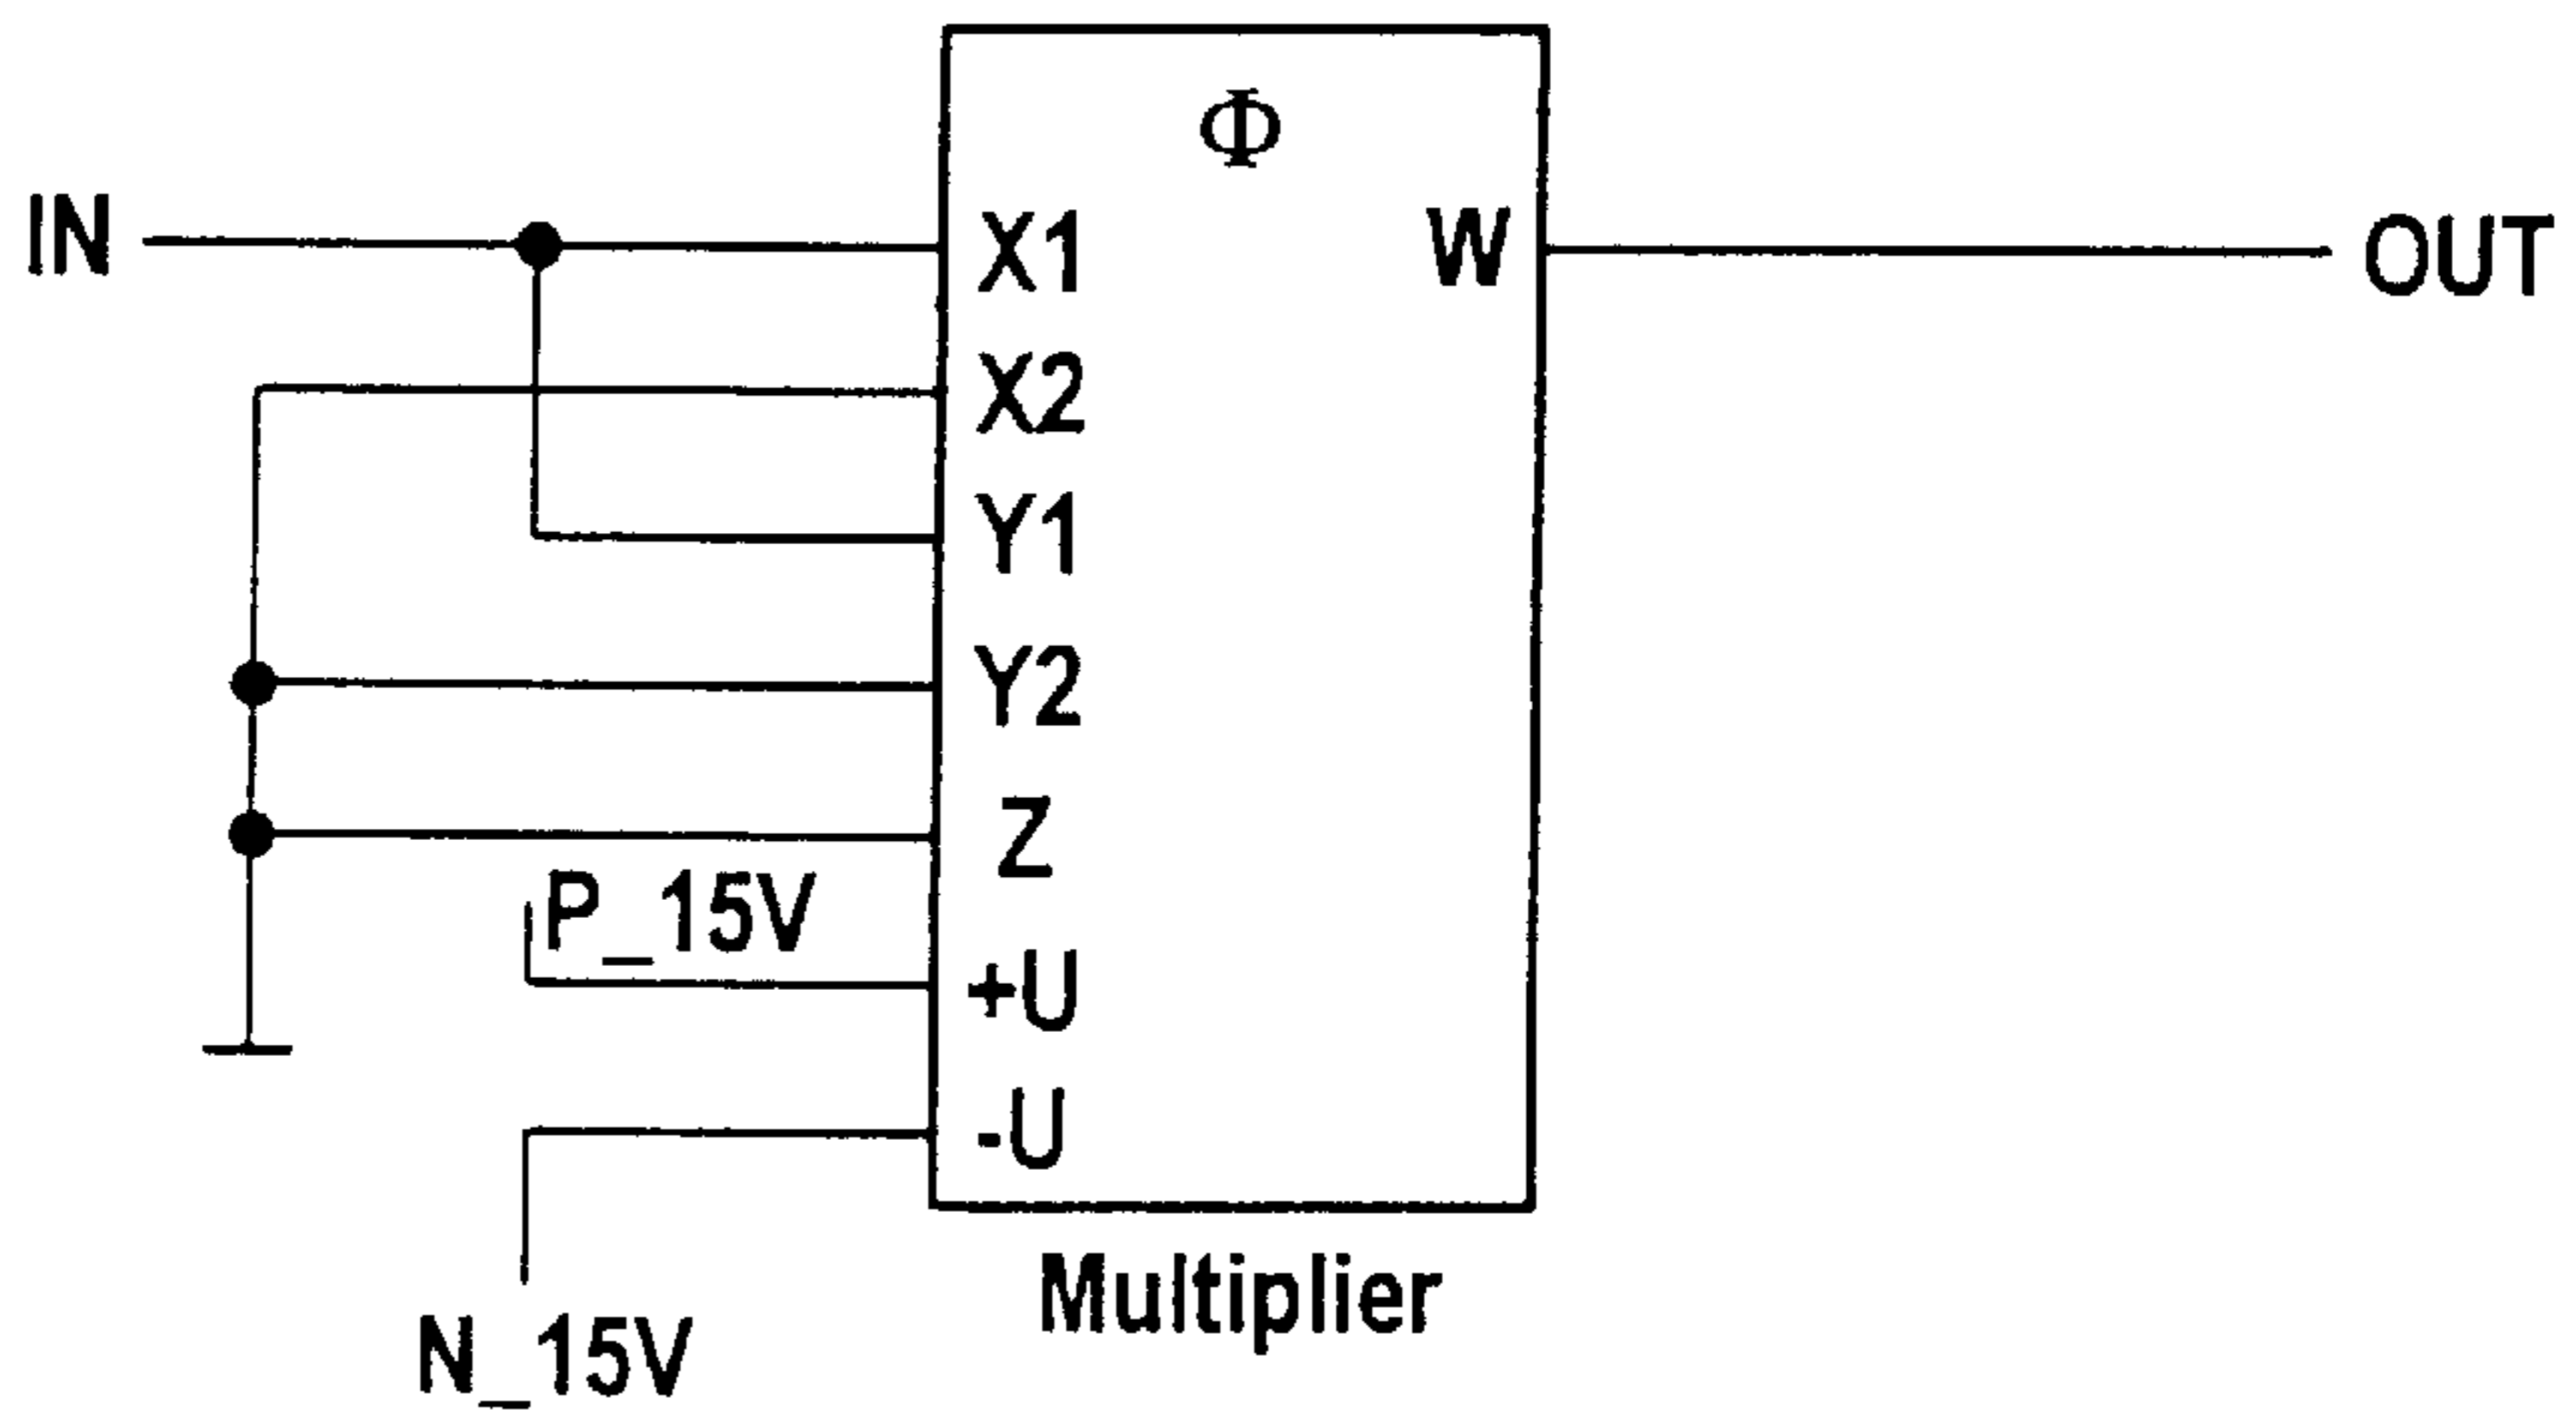 Φ
IN
X1
W
OUT
X2
Y1
Y2
Z
P_15V
+U
-U
Multiplier
N_15V